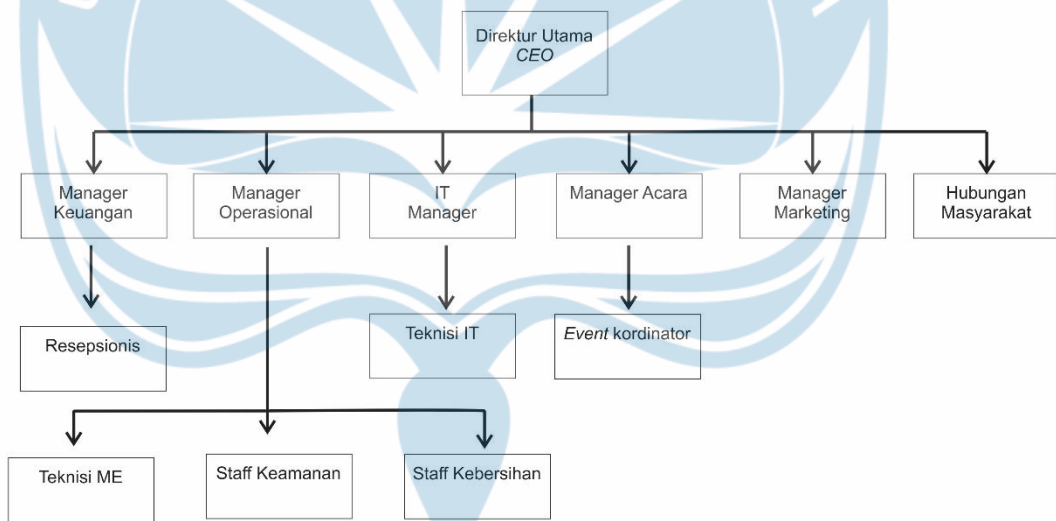 Direktur Utama
CEO
Manager
Keuangan
Manager
Operasional
IT
Manager
Manager Acara
Manager
Marketing
Hubungan
Masyarakat
Resepsionis
Teknisi IT
Event kordinator
Teknisi ME
Staff Keamanan
Staff Kebersihan